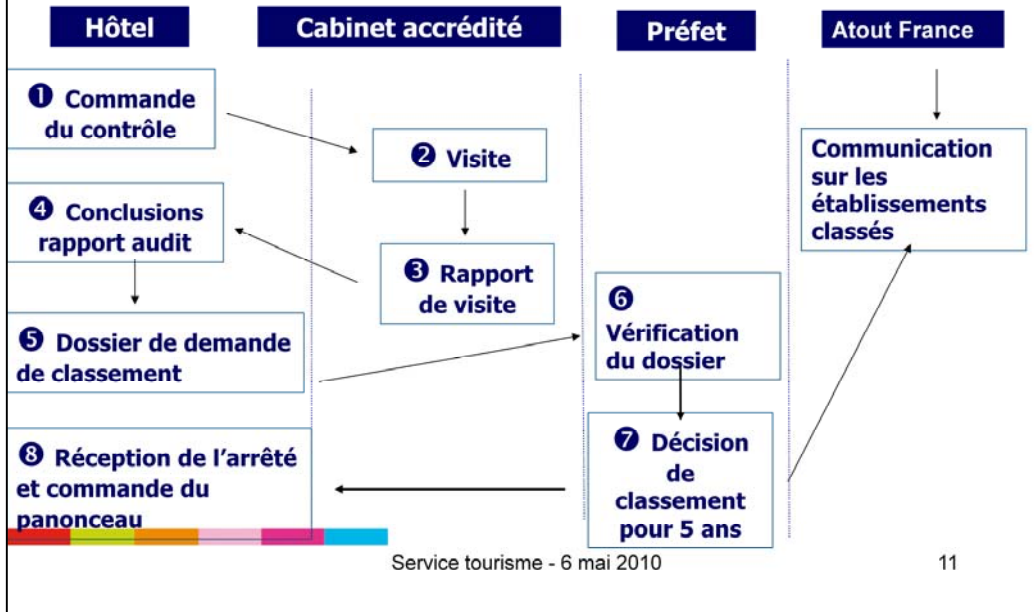 Hôtel
Cabinet accrédité
Préfet
Atout France
❶ Commande
du contrôle
❷ Visite
❸ Rapport
de visite
❹ Conclusions
rapport audit
❺ Dossier de demande
de classement
❻
Vérification
du dossier
❼ Décision
de
classement
pour 5 ans
❽ Réception de l’arrêté
et commande du
panonceau
Communication
sur les
établissements
classés
Service tourisme - 6 mai 2010
11